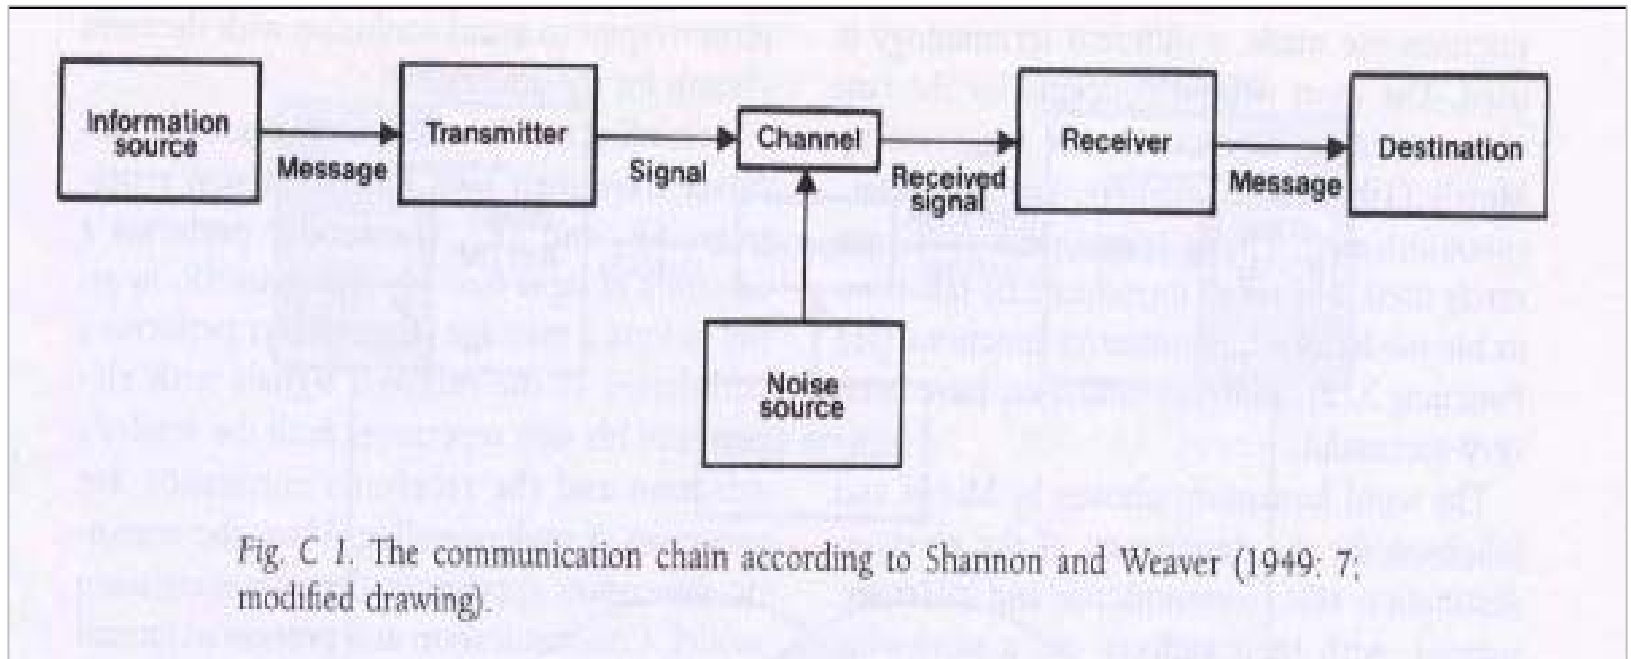 Information
source
Message
Transmitter
Signal
Channel
Received
signal
Receiver
Message
Destination
Noise
source
Fig. C 1. The communication chain according to Shannon and Weaver (1949: 7;
modified drawing).